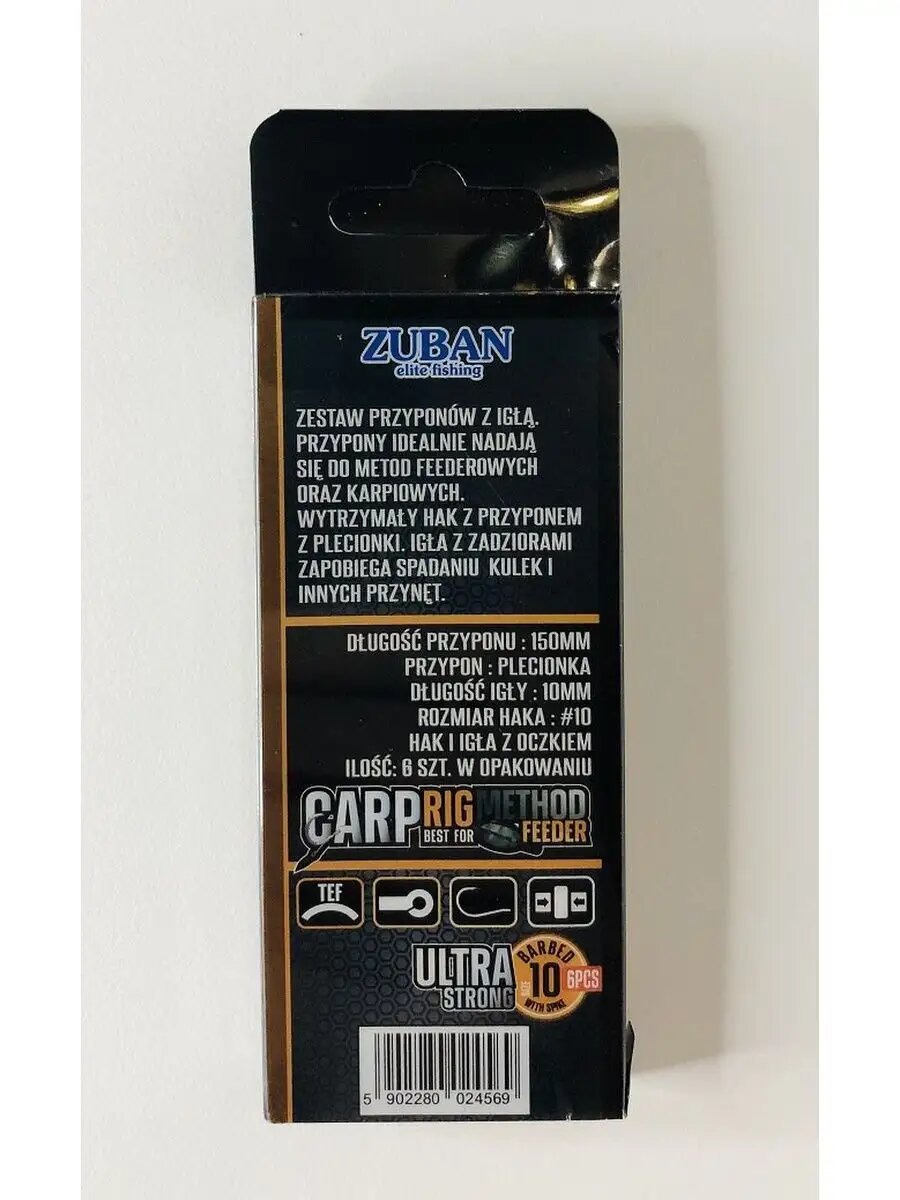 ZUBAN
elite fishing
ZESTAW PRZYPONÓW Z IGŁĄ.
PRZYPONY IDEALNIE NADAJĄ
SIĘ DO METOD FEEDEROWYCH
ORAZ KARPIOWYCH.
WYTRZYMAŁY HAK Z PRZYPONEM
Z PLECIONKI. IGŁA Z ZADZIORAMI
ZAPOBIEGA SPADANIU KULEK I
INNYCH PRZYNĘT.
DŁUGOŚĆ PRZYPONU : 150MM
PRZYPON : PLECIONKA
DŁUGOŚĆ IGŁY : 10MM
ROZMIAR HAKA : #10
HAK I IGŁA Z OCZKIEM
ILOŚĆ: 6 SZT. W OPAKOWANIU
CARP RIG METHOD
BEST FOR FEEDER
TEF
ULTRA
STRONG
BARBED
SIZE 10 6PCS
WITH SPIKE
5 902280 024569